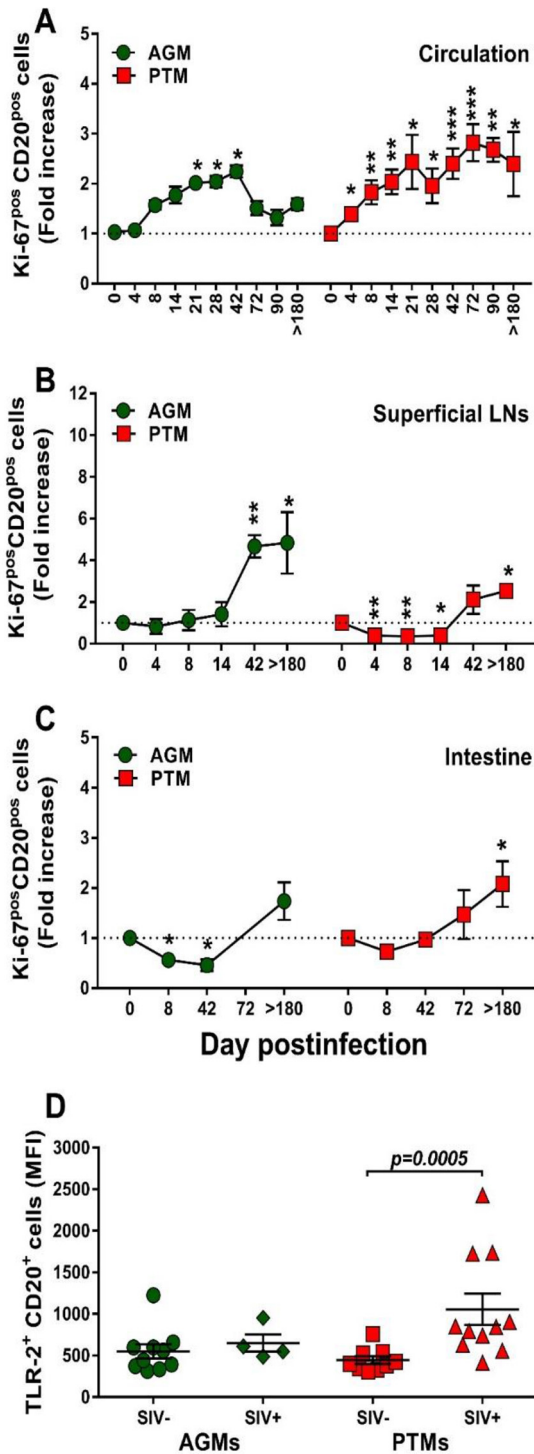 A
AGM
PTM
Circulation
Ki-67pos CD20pos cells
(Fold increase)
5
4
3
2
1
0
* * * * ** ** * * *** *** ** *
0 4 8 14 21 28 42 72 90 >180 0 4 8 14 21 28 42 72 90 >180
B
AGM
PTM
Superficial LNs
Ki-67posCD20pos cells
(Fold increase)
12
10
8
6
4
2
0
** * ** ** * *
0 4 8 14 42 >180 0 4 8 14 42 >180
C
AGM
PTM
Intestine
Ki-67posCD20pos cells
(Fold increase)
5
4
3
2
1
0
* * *
0 8 42 72 >180 0 8 42 72 >180
Day postinfection
D
TLR-2+ CD20+ cells (MFI)
3000
2500
2000
1500
1000
500
0
p=0.0005
SIV- SIV+ SIV- SIV+
AGMs PTMs